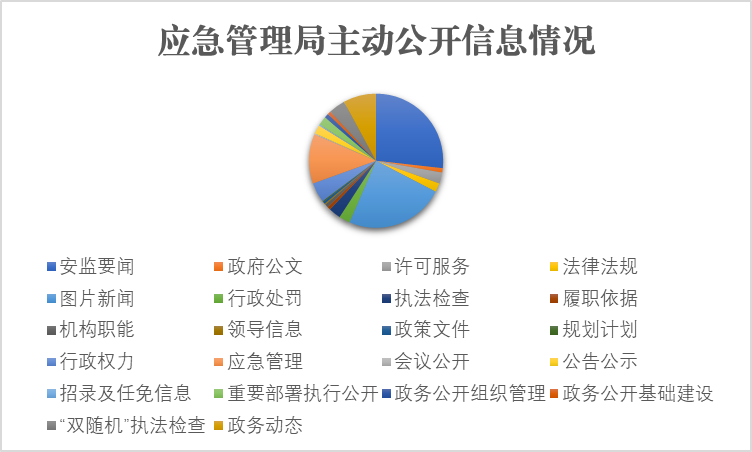 应急管理局主动公开信息情况
安监要闻 政府公文 许可服务 法律法规
图片新闻 行政处罚 执法检查 履职依据
机构职能 领导信息 政策文件 规划计划
行政权力 应急管理 会议公开 公告公示
招录及任免信息 重要部署执行公开 政务公开组织管理 政务公开基础建设
“双随机”执法检查 政务动态